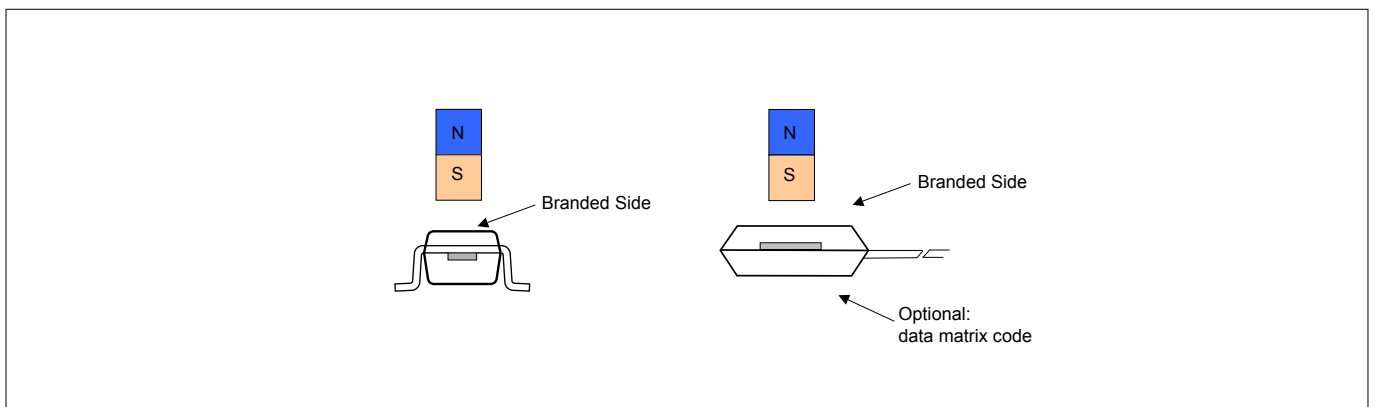 N
S
Branded Side
N
S
Branded Side
Optional:
data matrix code